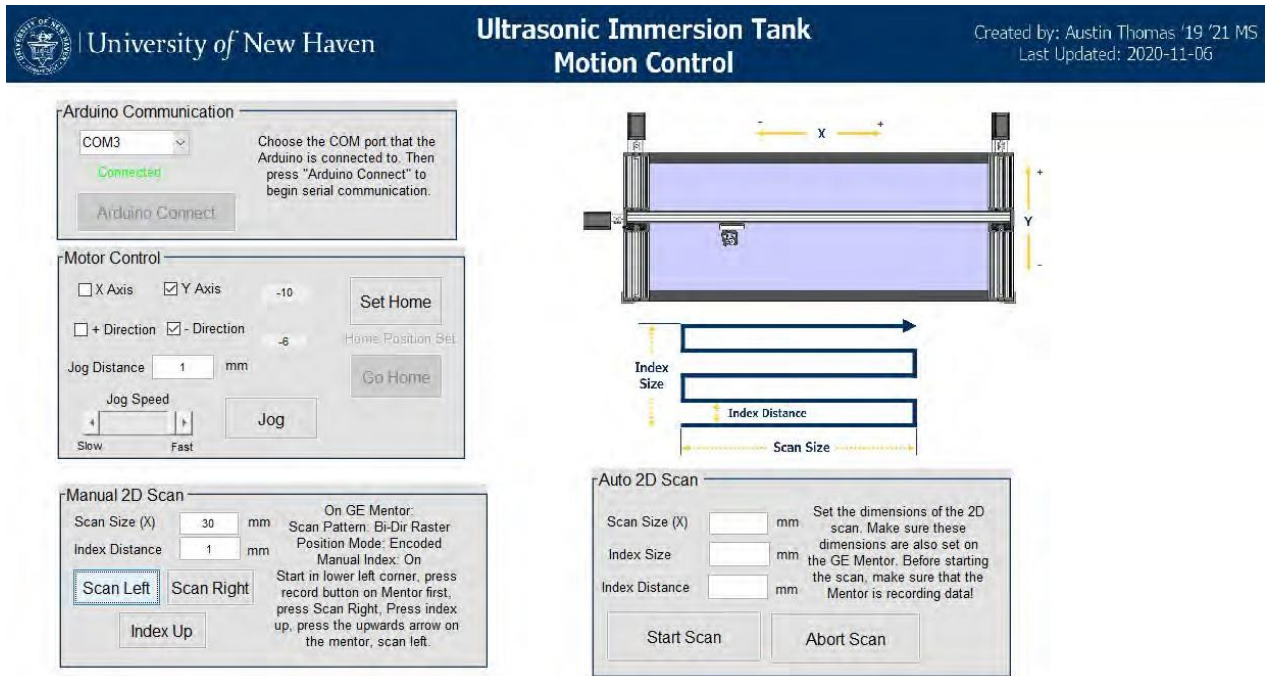 University of New Haven
Ultrasonic Immersion Tank
Motion Control
Created by: Austin Thomas '19 '21 MS
Last Updated: 2020-11-06
Arduino Communication
COM3
Connected
Arduino Connect
Choose the COM port that the
Arduino is connected to. Then
press "Arduino Connect" to
begin serial communication.
Motor Control
X Axis
Y Axis
-10
Set Home
+ Direction
- Direction
-6
Home Position Set
Jog Distance
1
mm
Go Home
Jog Speed
Slow
Fast
Jog
Manual 2D Scan
Scan Size (X)
30
mm
Index Distance
1
mm
Scan Left
Scan Right
Index Up
On GE Mentor:
Scan Pattern: Bi-Dir Raster
Position Mode: Encoded
Manual Index: On
Start in lower left corner, press
record button on Mentor first,
press Scan Right, Press index
up, press the upwards arrow on
the mentor, scan left.
- X +
+
Y
-
Index
Size
Index Distance
Scan Size
Auto 2D Scan
Scan Size (X)
mm
Index Size
mm
Index Distance
mm
Set the dimensions of the 2D
scan. Make sure these
dimensions are also set on
the GE Mentor. Before starting
the scan, make sure that the
Mentor is recording data!
Start Scan
Abort Scan